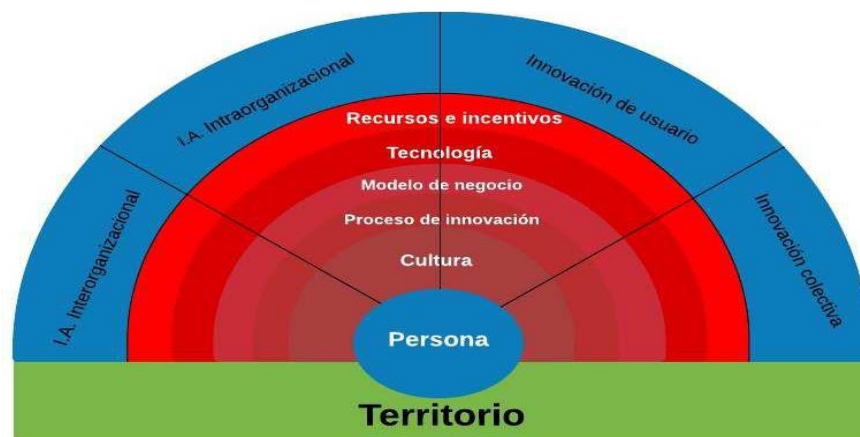 I.A. Intraorganizacional
Innovación de usuario
I.A. Interorganizacional
Innovación colectiva
Recursos e incentivos
Tecnología
Modelo de negocio
Proceso de innovación
Cultura
Persona
Territorio